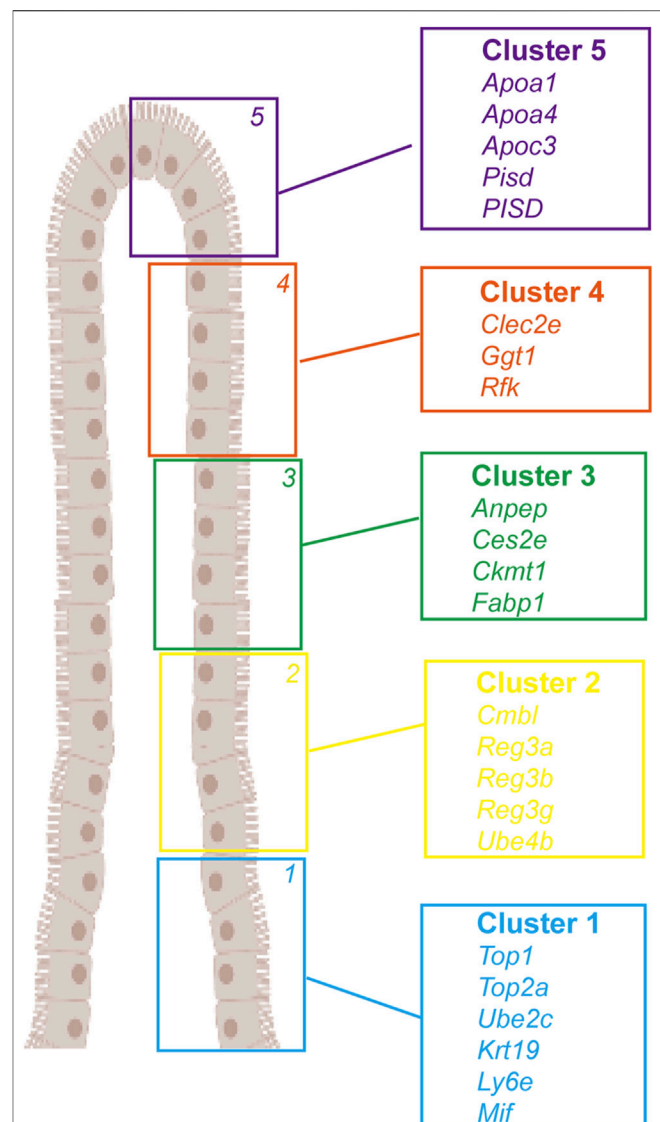 5
Cluster 5
Apoa1
Apoa4
Apoc3
Pisd
PISD
4
Cluster 4
Clec2e
Ggt1
Rfk
3
Cluster 3
Anpep
Ces2e
Ckmt1
Fabp1
2
Cluster 2
Cmbl
Reg3a
Reg3b
Reg3g
Ube4b
1
Cluster 1
Top1
Top2a
Ube2c
Krt19
Ly6e
Mif